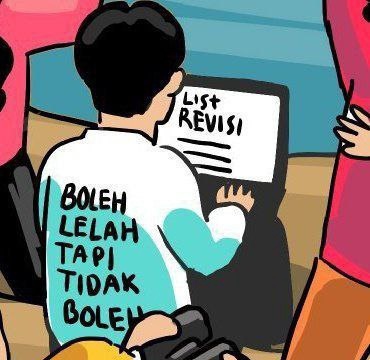 List
REVISI
BOLEH
LELAH
TAPI
TIDAK
BOLEH